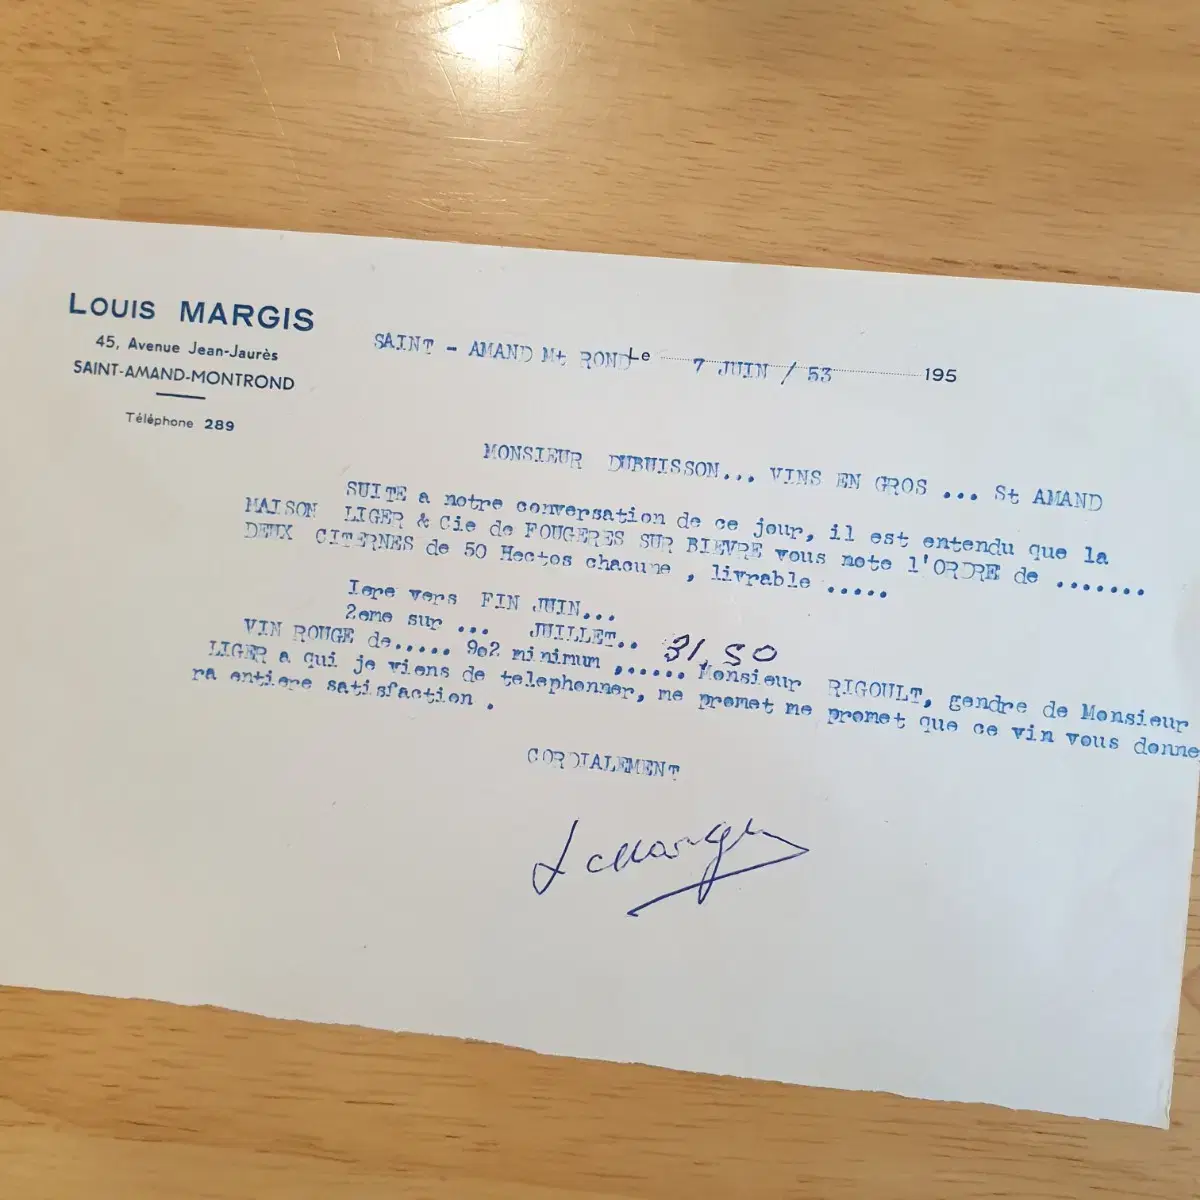 LOUIS MARGIS
45, Avenue Jean-Jaurès
SAINT-AMAND-MONTROND
Téléphone 289
SAINT - AMAND Mt ROND Le 7 JUIN / 53 195
MONSIEUR DUBUISSON... VINS EN GROS ... St AMAND
SUITE a notre conversation de ce jour, il est entendu que la
MAISON LIGER & Cie de FOUGERES SUR BIEVRE vous note l'ORDRE de .......
DEUX CITERNES de 50 Hectos chacune , livrable .....
Iere vers FIN JUIN...
2eme sur ... JUILLET.. 31,50
VIN ROUGE de..... 9o2 minimum ,...... Monsieur RIGOULT, gendre de Monsieur
LIGER a qui je viens de telephonner, me promet me promet que ce vin vous donne
ra entiere satisfaction .
CORDIALEMENT
L Margis